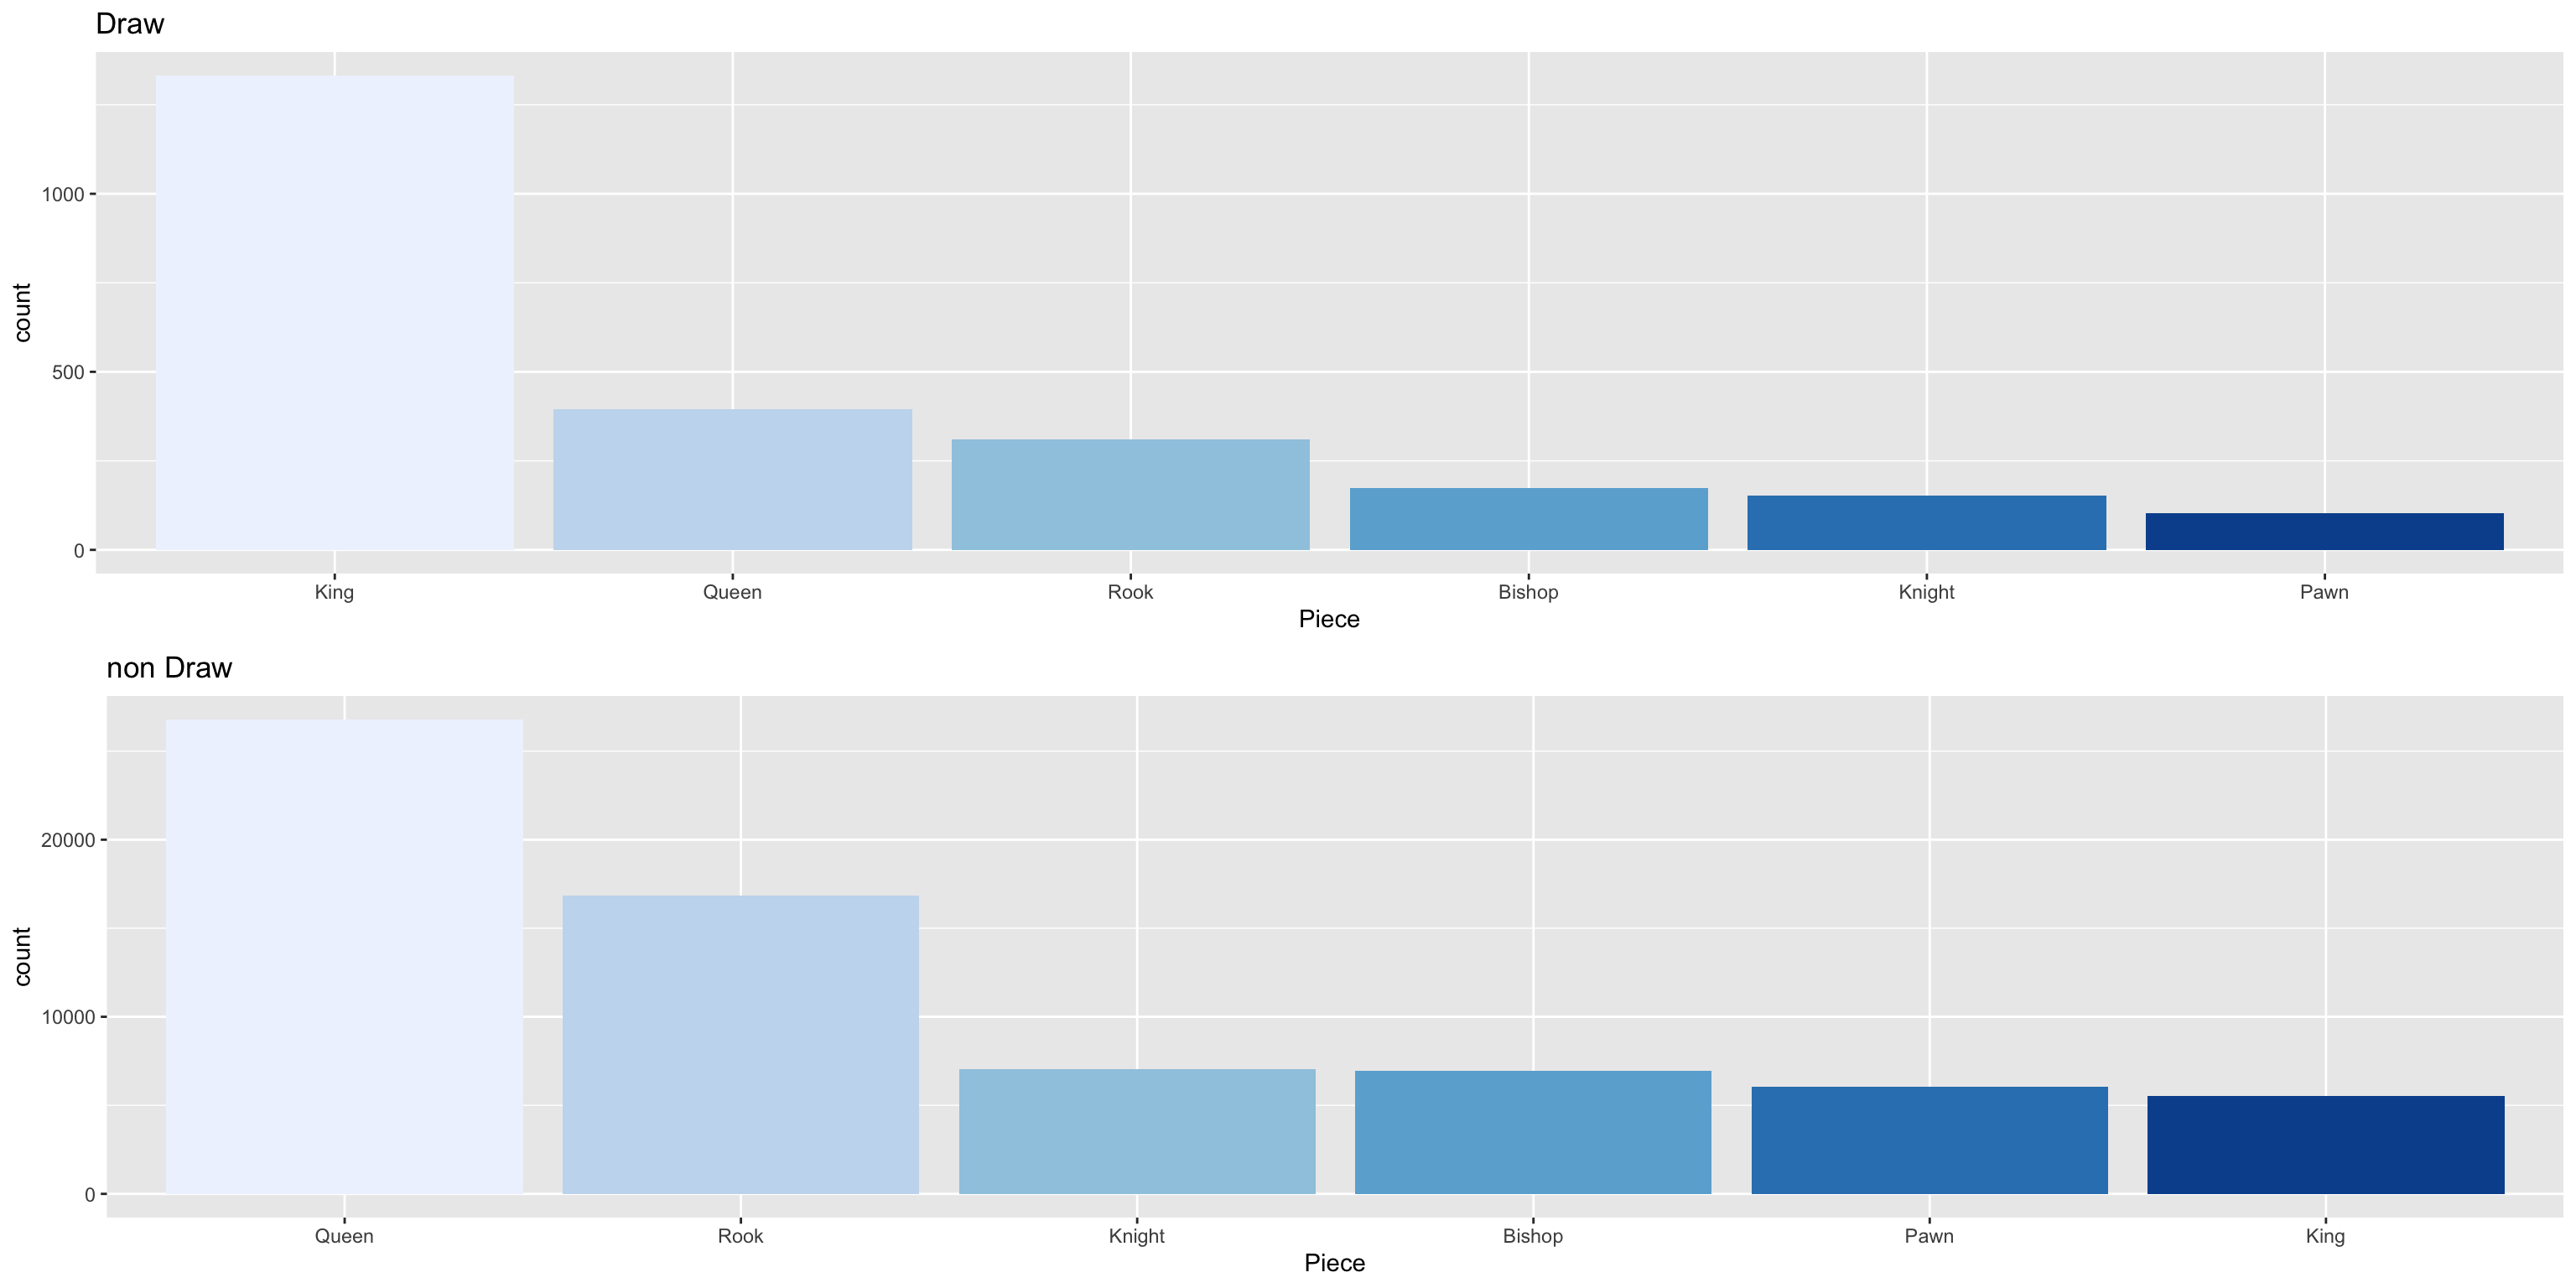 Draw
count
1000
500
0
King Queen Rook Bishop Knight Pawn
Piece
non Draw
count
20000
10000
0
Queen Rook Knight Bishop Pawn King
Piece